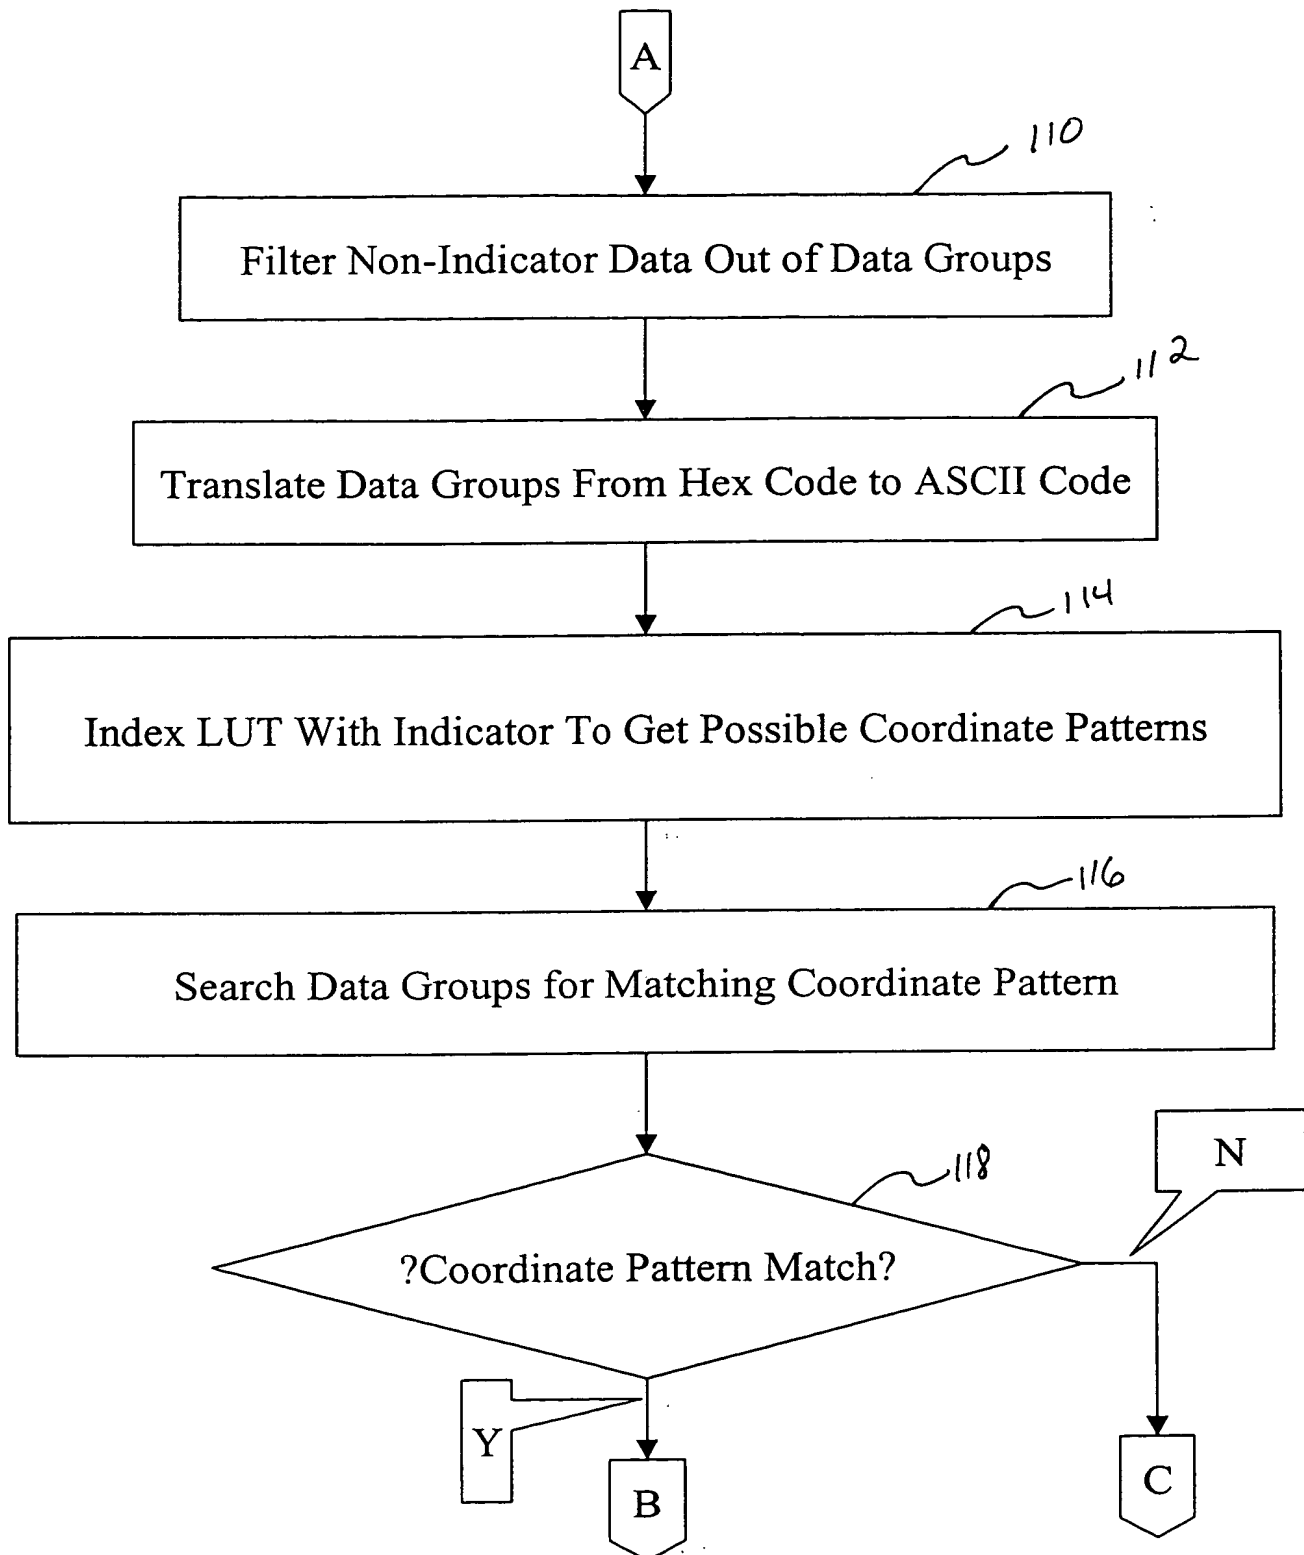 A
110
Filter Non-Indicator Data Out of Data Groups
112
Translate Data Groups From Hex Code to ASCII Code
114
Index LUT With Indicator To Get Possible Coordinate Patterns
116
Search Data Groups for Matching Coordinate Pattern
118
N
?Coordinate Pattern Match?
Y
B
C